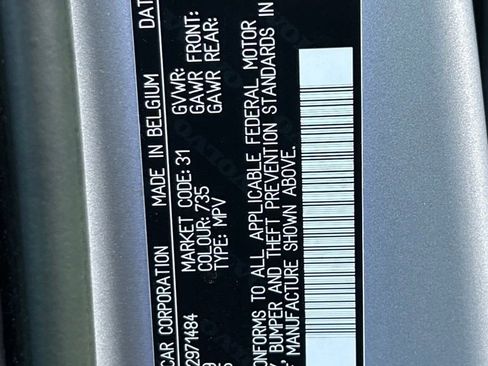 CAR CORPORATION MADE IN BELGIUM DAT
2971484 MARKET CODE: 31 GVWR:
COLOUR: 735 GAWR FRONT:
TYPE: MPV GAWR REAR:
ONFORMS TO ALL APPLICABLE FEDERAL MOTOR
BUMPER AND THEFT PREVENTION STANDARDS IN
MANUFACTURE SHOWN ABOVE.